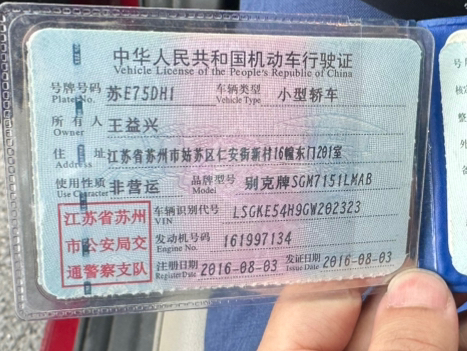 中华人民共和国机动车行驶证
Vehicle License of the People's Republic of China
号牌号码 苏E75DH1 车辆类型 小型轿车
Plate No. Vehicle Type
所有人 王益兴
Owner
住址 江苏省苏州市姑苏区仁安街新村16幢东门201室
Address
使用性质 非营运 品牌型号 别克牌SGM7151LMAB
Use Character Model
江苏省苏州
市公安局交
通警察支队
车辆识别代号 LSGKE54H9GW202323
VIN
发动机号码 161997134
Engine No.
注册日期 2016-08-03 发证日期 2016-08-03
Register Date Issue Date